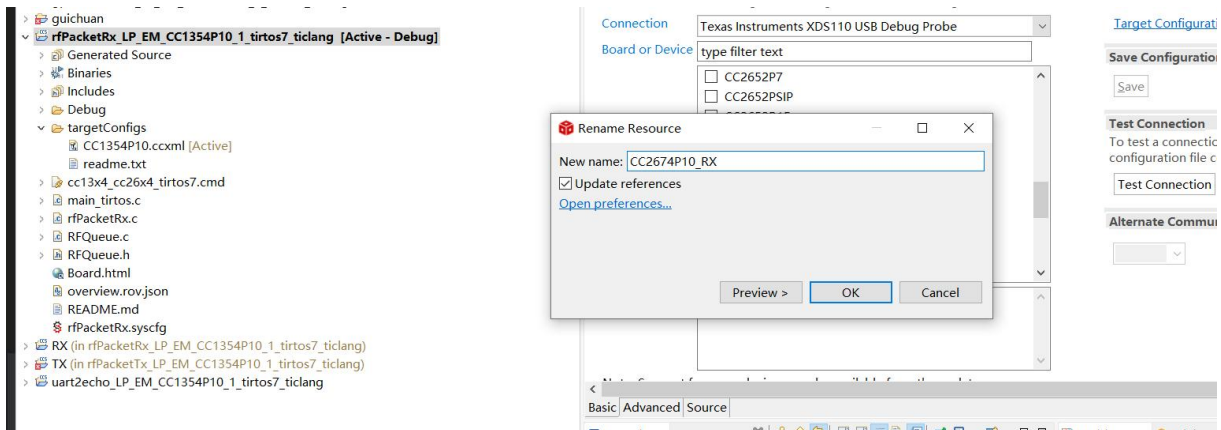 guichuan
rfPacketRx_LP_EM_CC1354P10_1_tirtos7_ticlang [Active - Debug]
Generated Source
Binaries
Includes
Debug
targetConfigs
CC1354P10.ccxml [Active]
readme.txt
cc13x4_cc26x4_tirtos7.cmd
main_tirtos.c
rfPacketRx.c
RFQueue.c
RFQueue.h
Board.html
overview.rov.json
README.md
rfPacketRx.syscfg
RX (in rfPacketRx_LP_EM_CC1354P10_1_tirtos7_ticlang)
TX (in rfPacketTx_LP_EM_CC1354P10_1_tirtos7_ticlang)
uart2echo_LP_EM_CC1354P10_1_tirtos7_ticlang
Connection Texas Instruments XDS110 USB Debug Probe
Board or Device type filter text
CC2652P7
CC2652PSIP
Rename Resource
New name: CC2674P10_RX
Update references
Open preferences...
Preview > OK Cancel
Basic Advanced Source
Target Configurati
Save Configuration
Save
Test Connection
To test a connectio
configuration file c
Test Connection
Alternate Commu